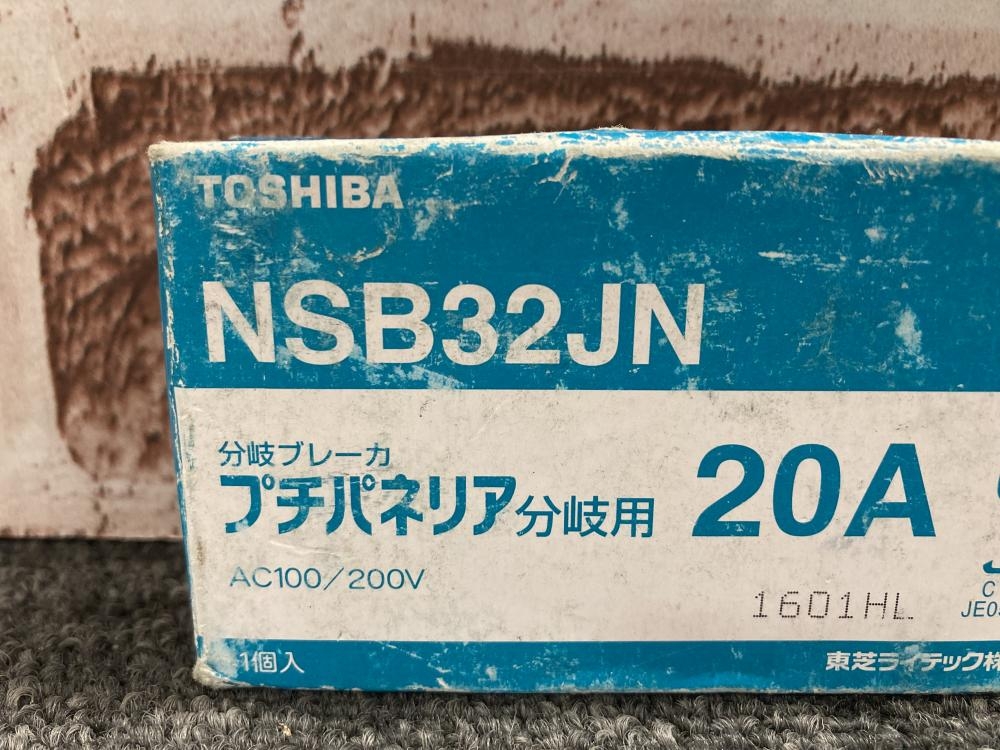 TOSHIBA
NSB32JN
分岐ブレーカ
プチパネリア分岐用 20A
AC100/200V
1601HL
1個入
東芝ライテック株